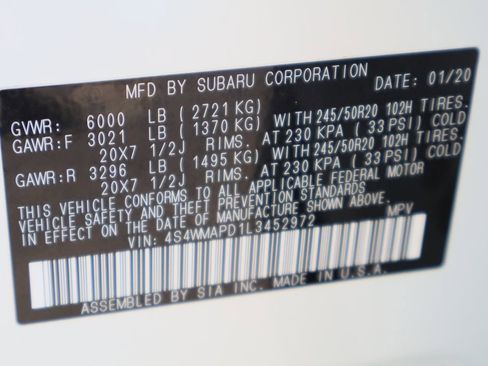 MFD BY SUBARU CORPORATION DATE: 01/20
GVWR: 6000 LB (2721 KG)
GAWR:F 3021 LB (1370 KG) WITH 245/50R20 102H TIRES.
20X7 1/2J RIMS. AT 230 KPA (33 PSI) COLD
GAWR:R 3296 LB (1495 KG) WITH 245/50R20 102H TIRES.
20X7 1/2J RIMS. AT 230 KPA (33 PSI) COLD
THIS VEHICLE CONFORMS TO ALL APPLICABLE FEDERAL MOTOR
VEHICLE SAFETY STANDARDS IN EFFECT ON THE
DATE OF MANUFACTURE SHOWN ABOVE.
VIN: 4S4WMAPD1L3452972 MPV
ASSEMBLED BY SIA INC. MADE IN U.S.A.